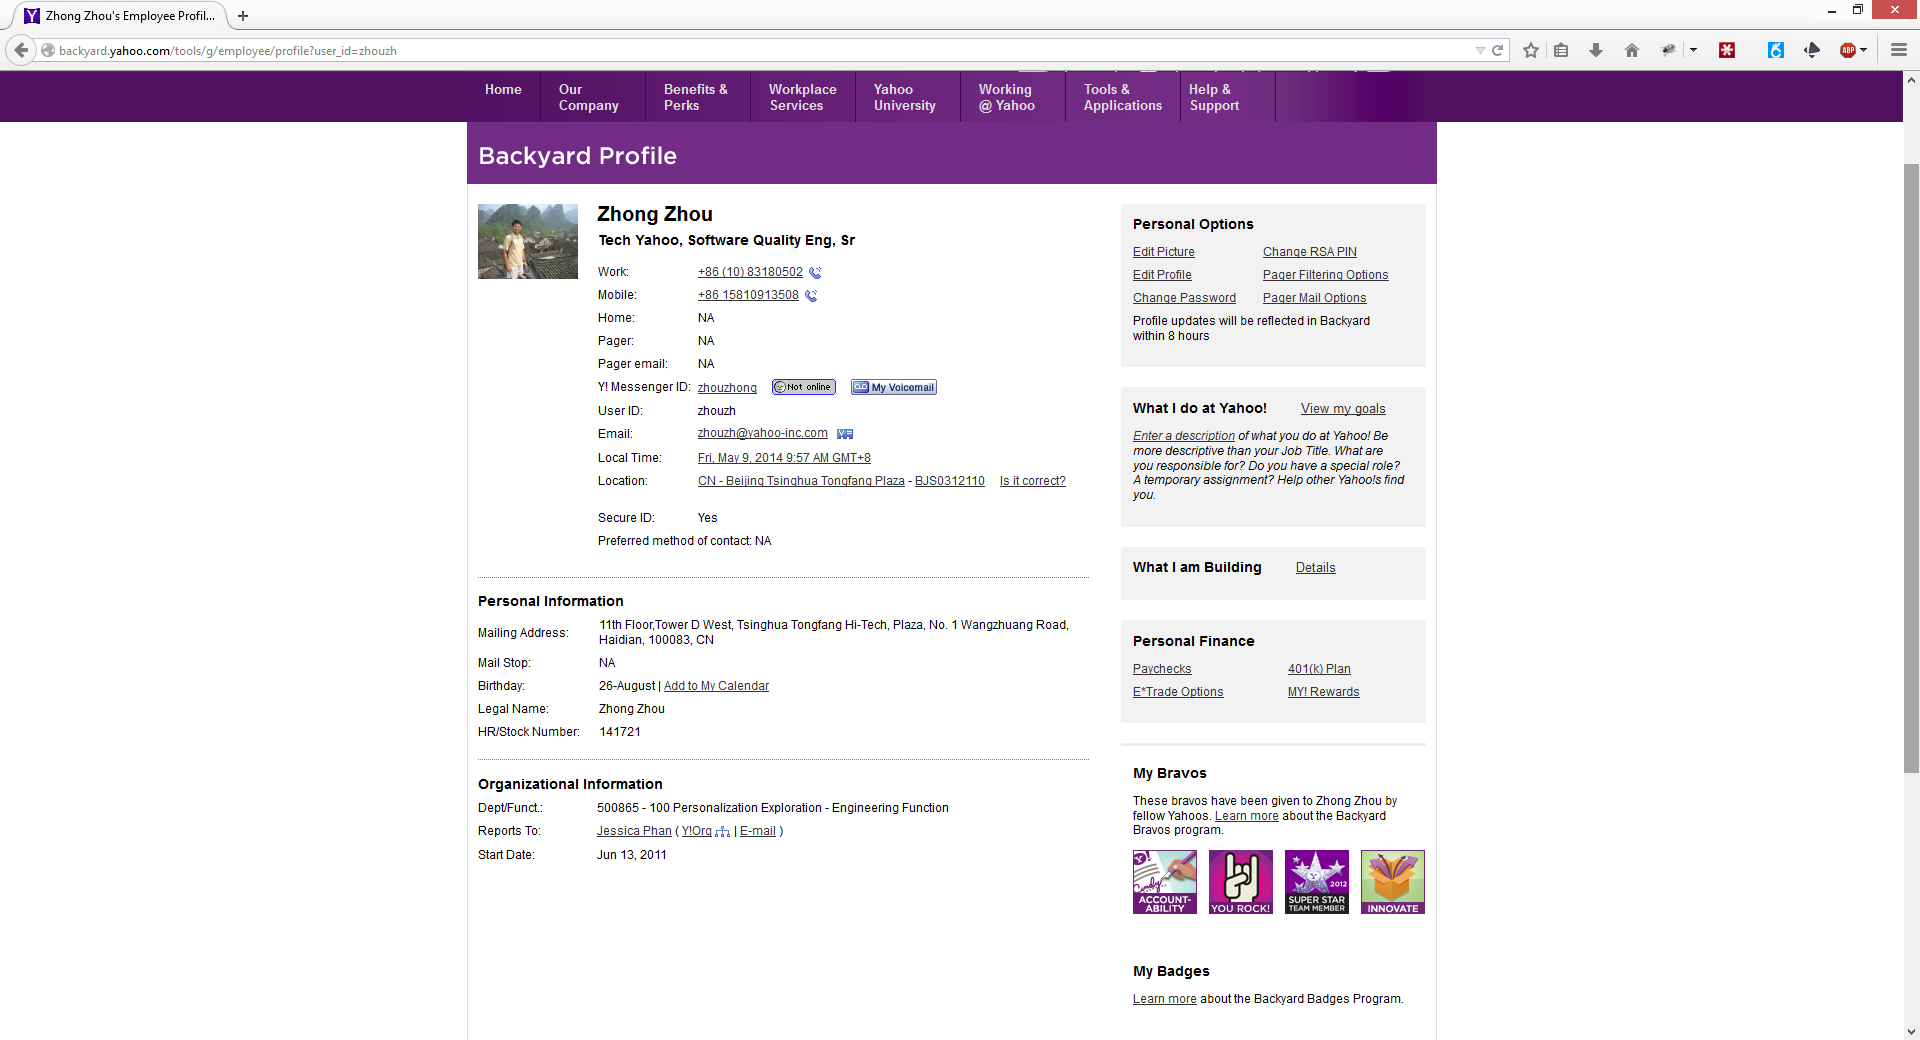 Zhong Zhou's Employee Profil...
backyard.yahoo.com/tools/g/employee/profile?user_id=zhouzh
ABP
Home
Our Company
Benefits & Perks
Workplace Services
Yahoo University
Working @ Yahoo
Tools & Applications
Help & Support
Backyard Profile
Zhong Zhou
Tech Yahoo, Software Quality Eng, Sr
Work: +86 (10) 83180502
Mobile: +86 15810913508
Home: NA
Pager: NA
Pager email: NA
Y! Messenger ID: zhouzhong Not online My Voicemail
User ID: zhouzh
Email: zhouzh@yahoo-inc.com
Local Time: Fri, May 9, 2014 9:57 AM GMT+8
Location: CN - Beijing Tsinghua Tongfang Plaza - BJS0312110 Is it correct?
Secure ID: Yes
Preferred method of contact: NA
Personal Information
Mailing Address: 11th Floor,Tower D West, Tsinghua Tongfang Hi-Tech, Plaza, No. 1 Wangzhuang Road,
Haidian, 100083, CN
Mail Stop: NA
Birthday: 26-August | Add to My Calendar
Legal Name: Zhong Zhou
HR/Stock Number: 141721
Organizational Information
Dept/Funct.: 500865 - 100 Personalization Exploration - Engineering Function
Reports To: Jessica Phan ( Y!Org | E-mail )
Start Date: Jun 13, 2011
Personal Options
Edit Picture Change RSA PIN
Edit Profile Pager Filtering Options
Change Password Pager Mail Options
Profile updates will be reflected in Backyard
within 8 hours
What I do at Yahoo! View my goals
Enter a description of what you do at Yahoo! Be
more descriptive than your Job Title. What are
you responsible for? Do you have a special role?
A temporary assignment? Help other Yahoo!s find
you.
What I am Building Details
Personal Finance
Paychecks 401(k) Plan
E*Trade Options MY! Rewards
My Bravos
These bravos have been given to Zhong Zhou by
fellow Yahoos. Learn more about the Backyard
Bravos program.
ACCOUNT-
ABILITY
YOU ROCK!
2012
SUPER STAR
TEAM MEMBER
INNOVATE
My Badges
Learn more about the Backyard Badges Program.